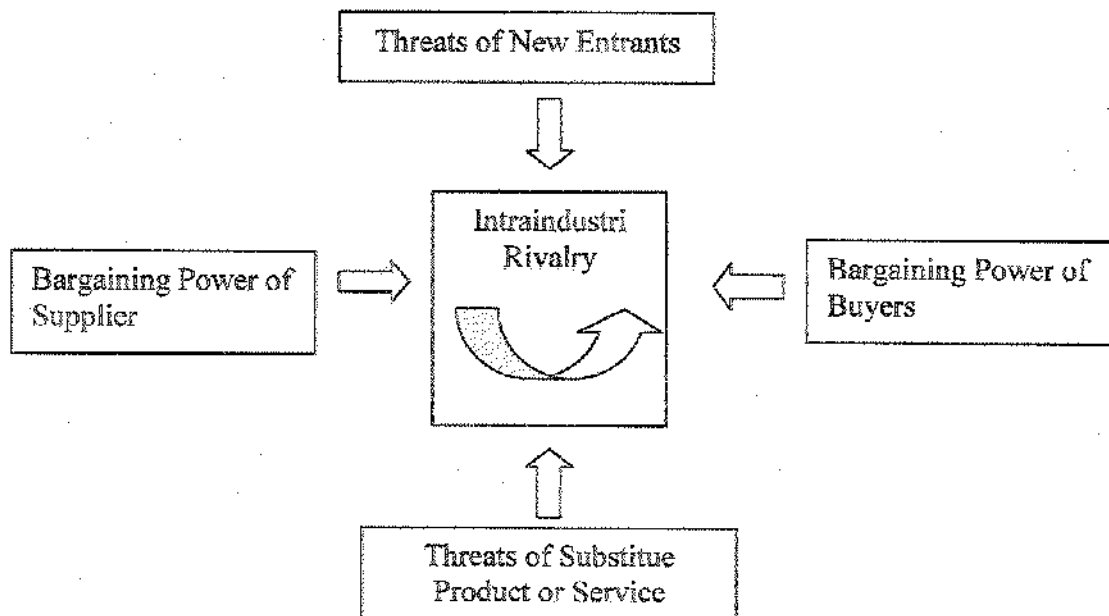 Threats of New Entrants
Intraindustri
Rivalry
Bargaining Power of
Supplier
Bargaining Power of
Buyers
Threats of Substitue
Product or Service